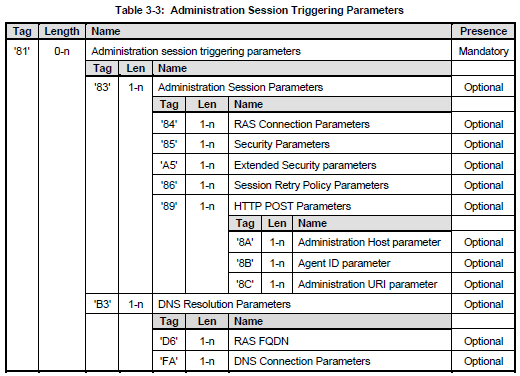 Table 3-3: Administration Session Triggering Parameters
Tag Length Name Presence
'81' 0-n Administration session triggering parameters Mandatory
Tag Len Name
'83' 1-n Administration Session Parameters Optional
Tag Len Name
'84' 1-n RAS Connection Parameters Optional
'85' 1-n Security Parameters Optional
'A5' 1-n Extended Security parameters Optional
'86' 1-n Session Retry Policy Parameters Optional
'89' 1-n HTTP POST Parameters Optional
Tag Len Name
'8A' 1-n Administration Host parameter Optional
'8B' 1-n Agent ID parameter Optional
'8C' 1-n Administration URI parameter Optional
'B3' 1-n DNS Resolution Parameters Optional
Tag Len Name
'D6' 1-n RAS FQDN Optional
'FA' 1-n DNS Connection Parameters Optional